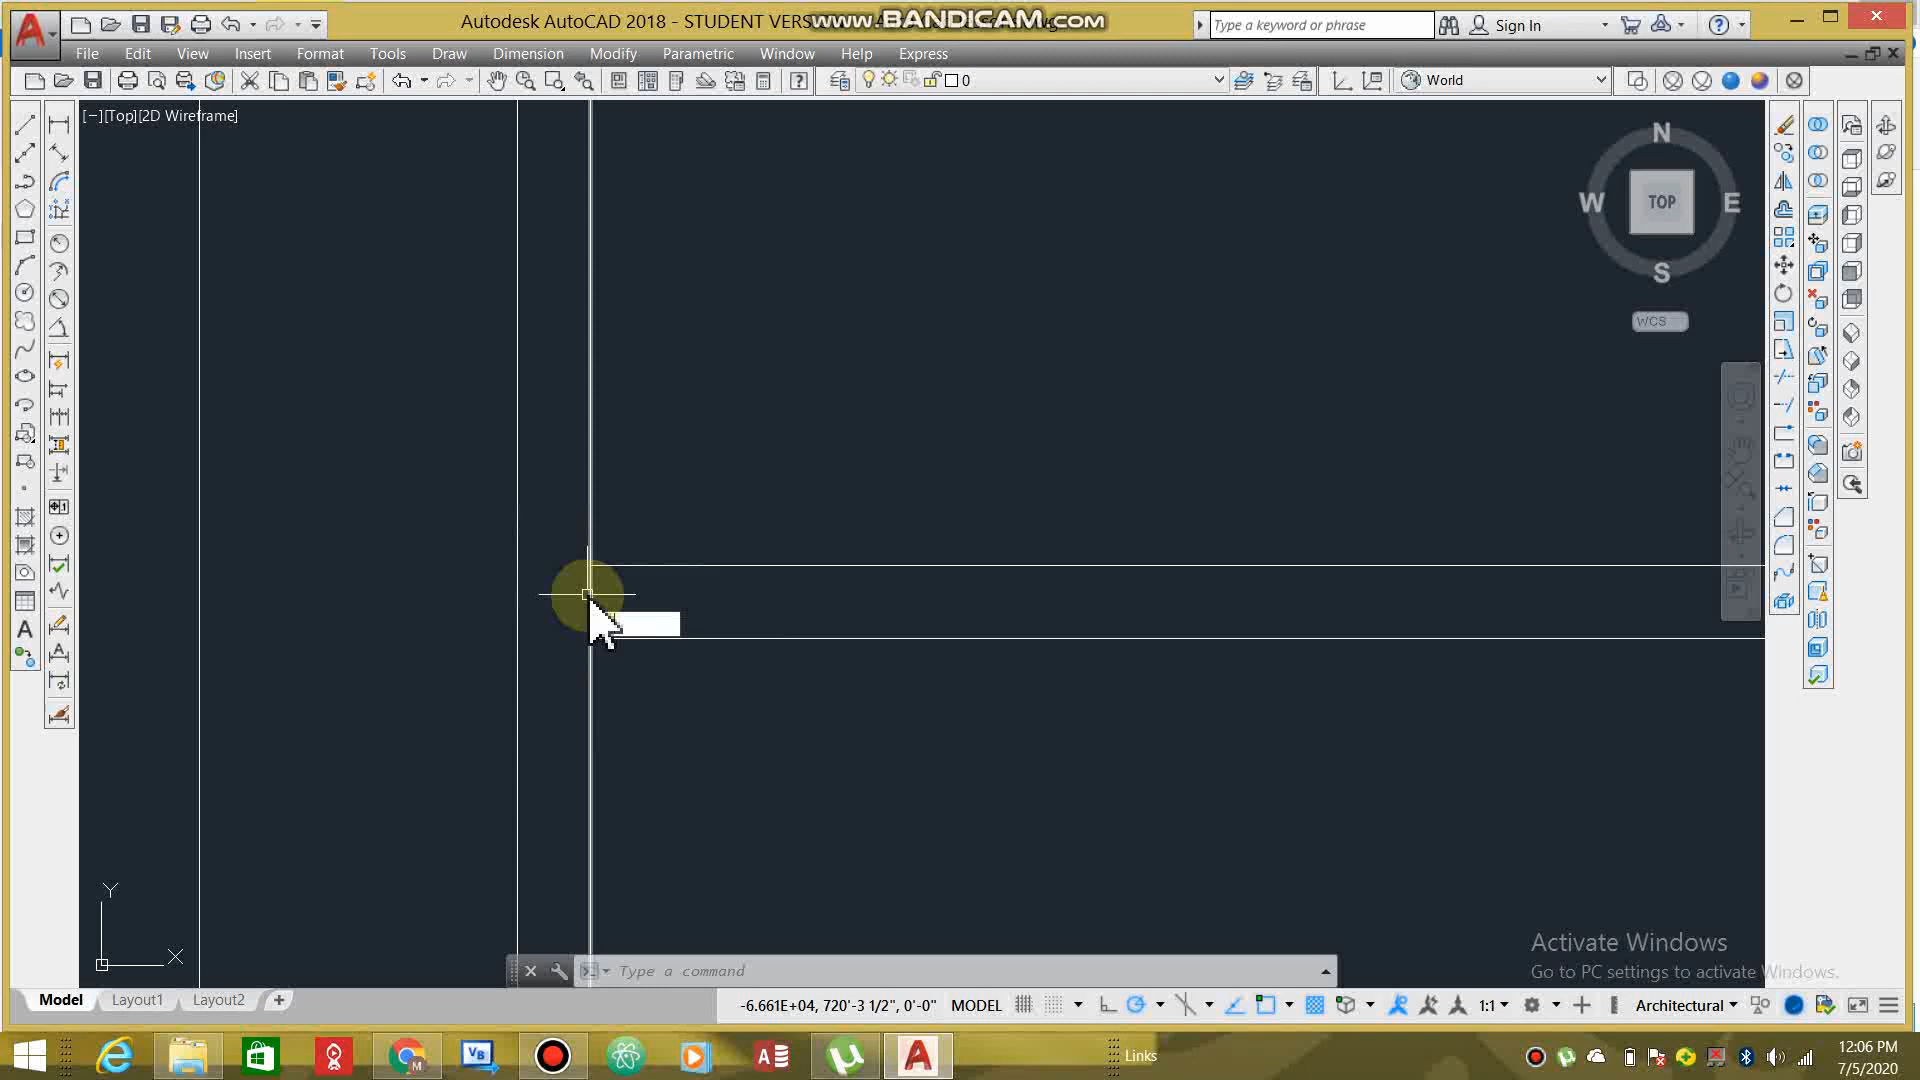 Autodesk AutoCAD 2018 - STUDENT VERS
www.BANDICAM.com
Type a keyword or phrase
Sign In
File Edit View Insert Format Tools Draw Dimension Modify Parametric Window Help Express
0
World
[−][Top][2D Wireframe]
N
W TOP E
S
WCS
A
Y
X
Type a command
Activate Windows
Go to PC settings to activate Windows.
Model Layout1 Layout2 +
-6.661E+04, 720'-3 1/2", 0'-0" MODEL 1:1 Architectural
Links
12:06 PM
7/5/2020